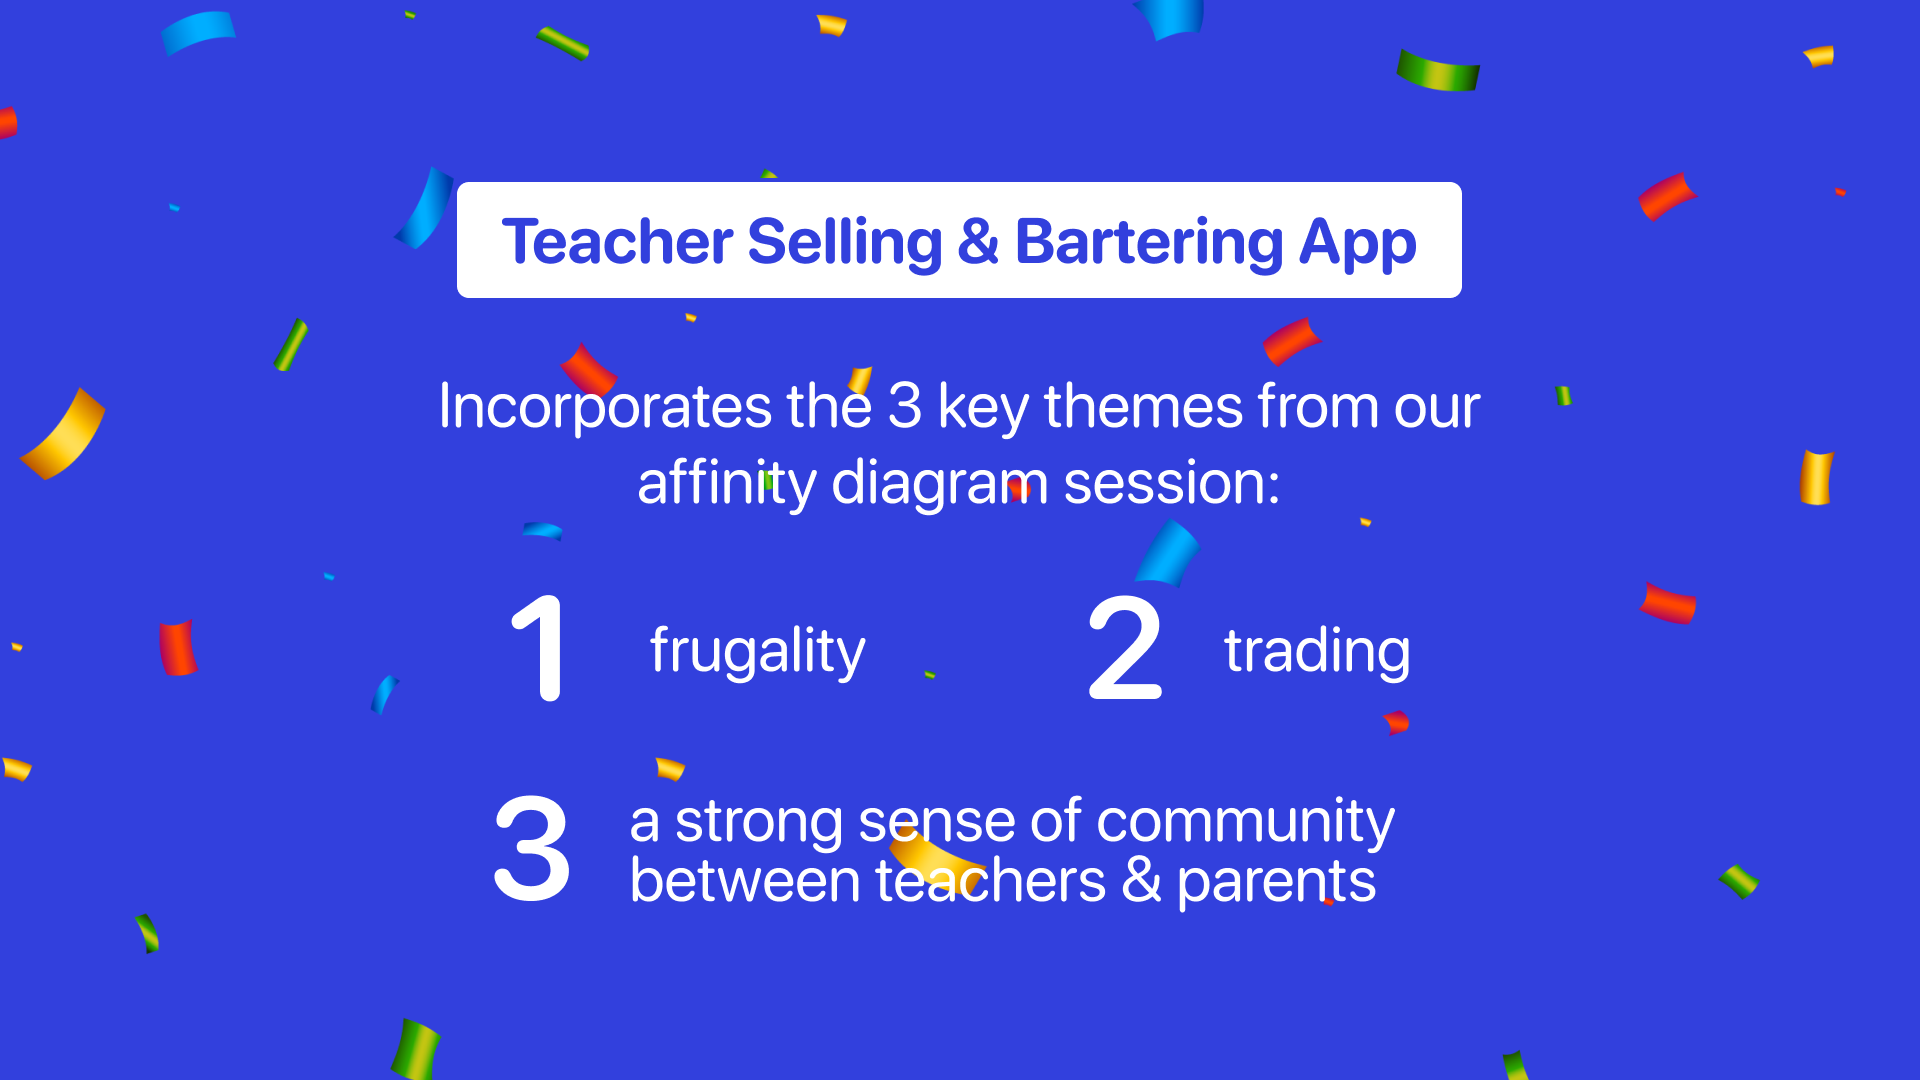 Teacher Selling & Bartering App
Incorporates the 3 key themes from our
affinity diagram session:
1 frugality
2 trading
3 a strong sense of community
between teachers & parents